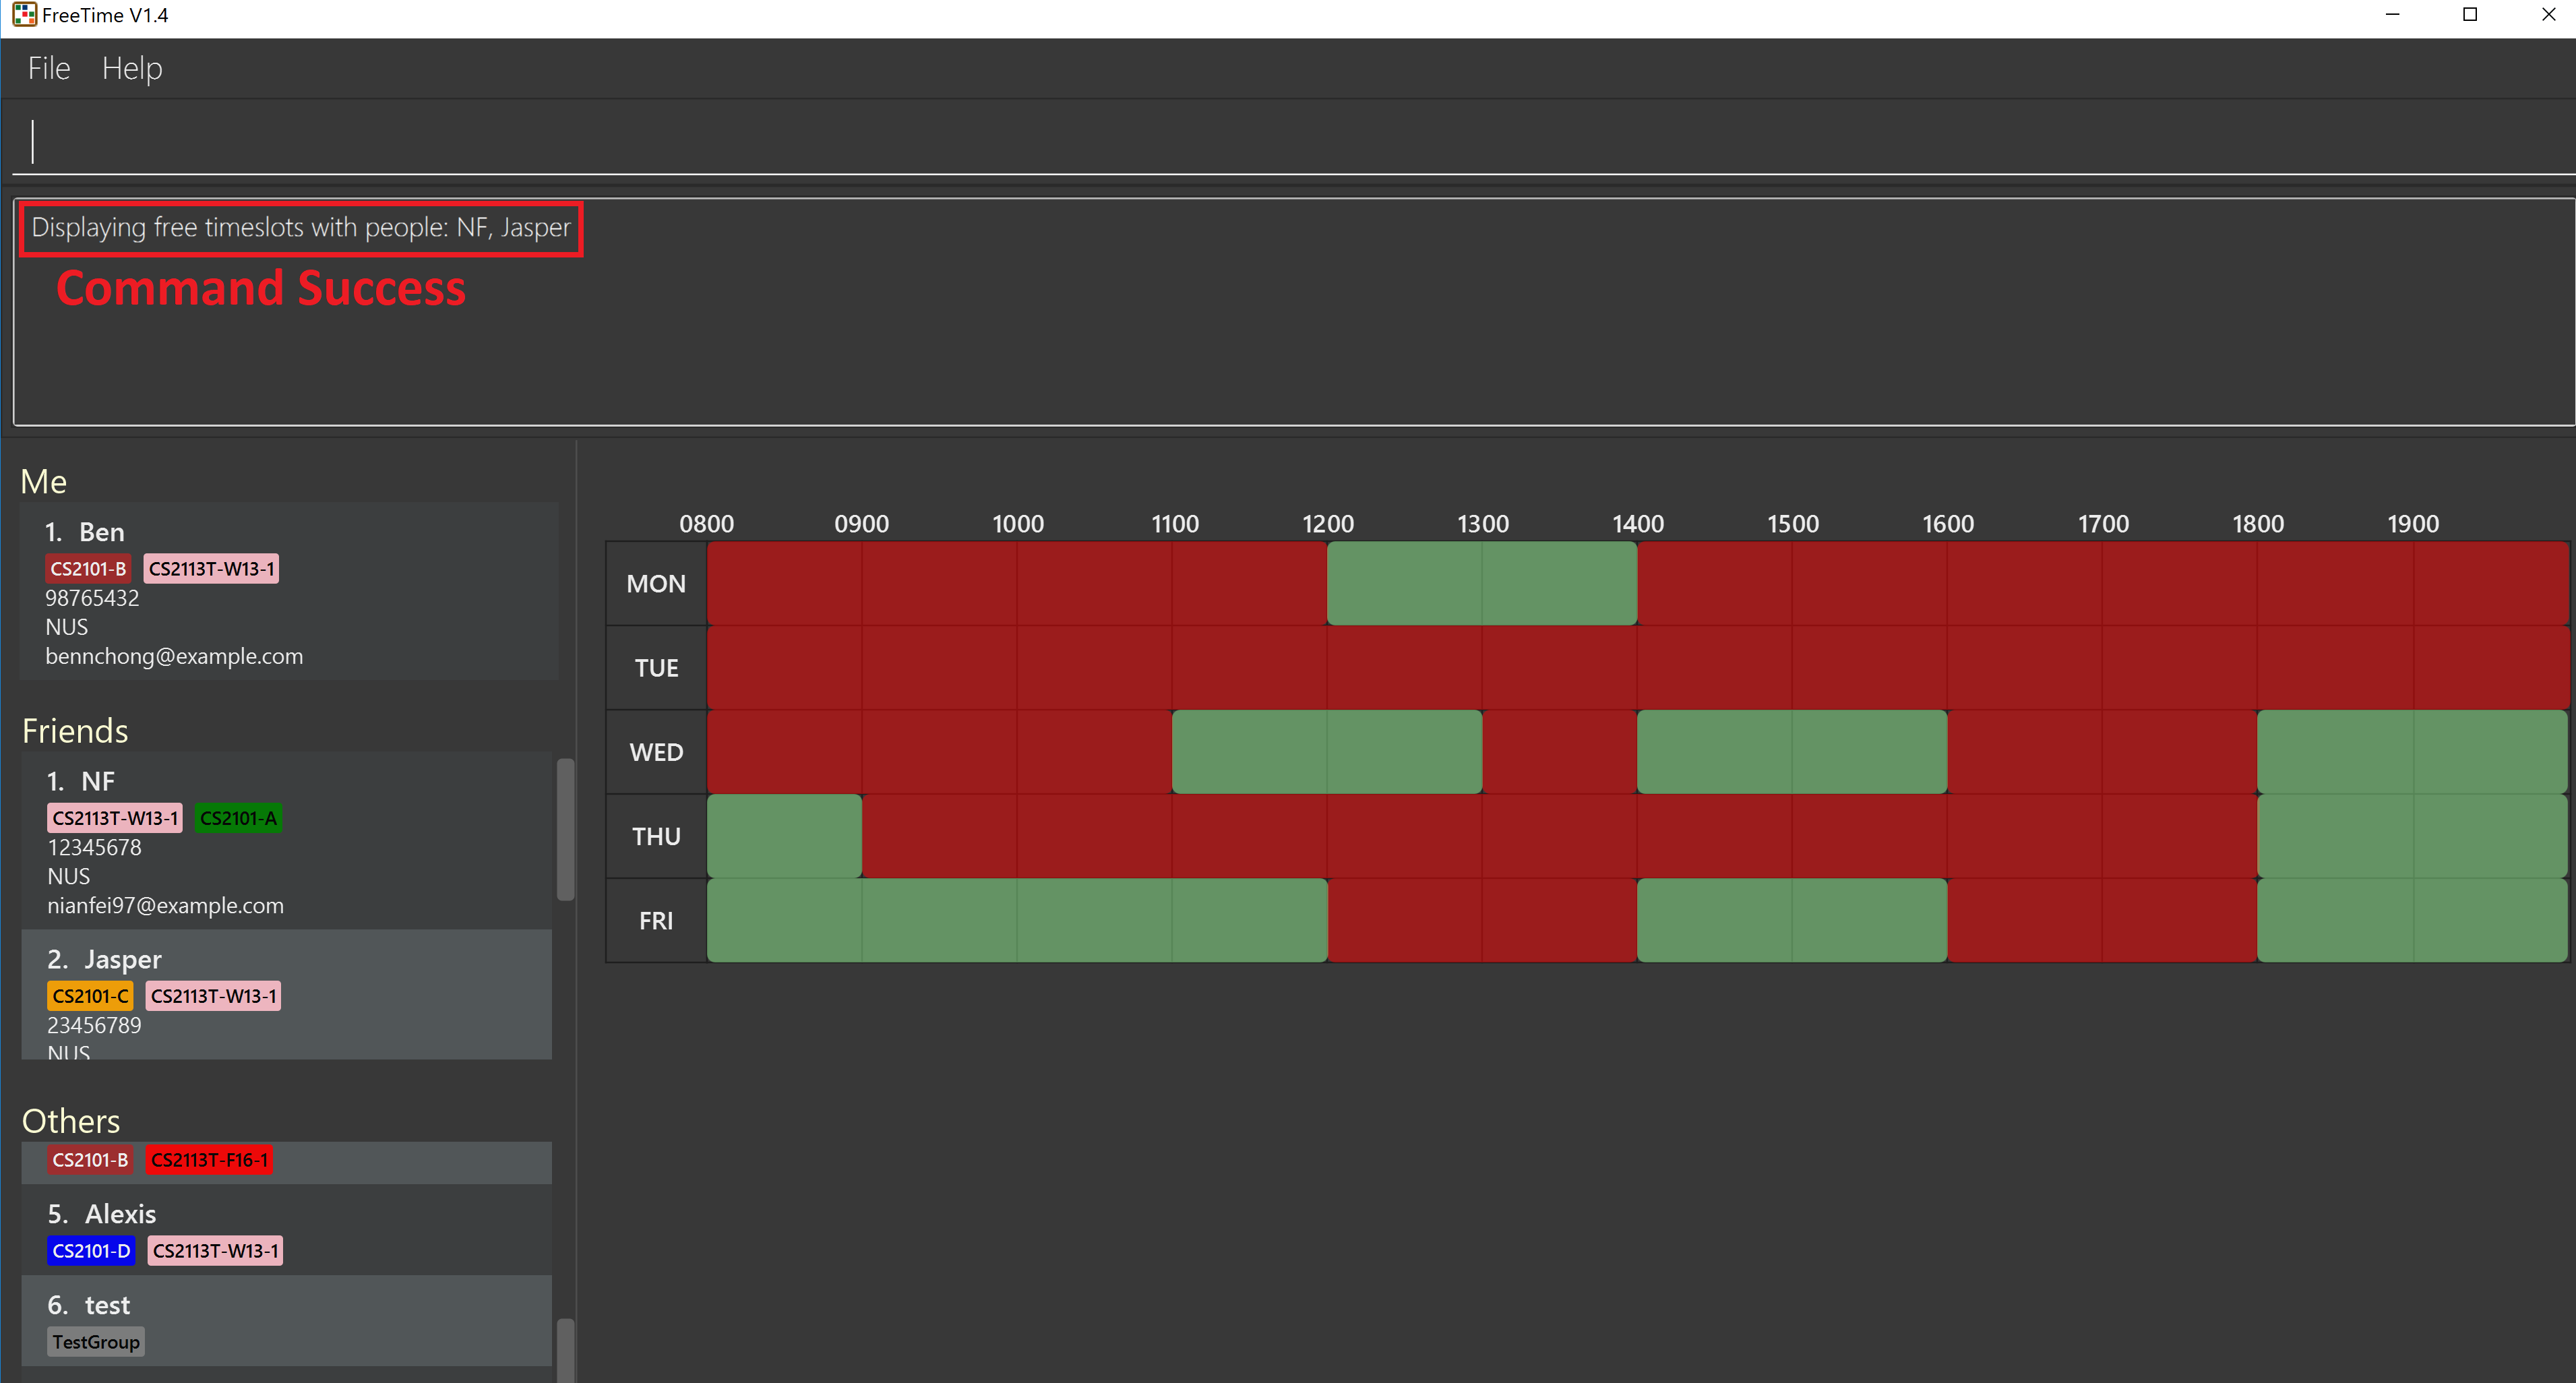 FreeTime V1.4
File Help
Displaying free timeslots with people: NF, Jasper
Command Success
Me
1. Ben
CS2101-B CS2113T-W13-1
98765432
NUS
bennchong@example.com
Friends
1. NF
CS2113T-W13-1 CS2101-A
12345678
NUS
nianfei97@example.com
2. Jasper
CS2101-C CS2113T-W13-1
23456789
NUS
Others
CS2101-B CS2113T-F16-1
5. Alexis
CS2101-D CS2113T-W13-1
6. test
TestGroup
0800 0900 1000 1100 1200 1300 1400 1500 1600 1700 1800 1900
MON
TUE
WED
THU
FRI